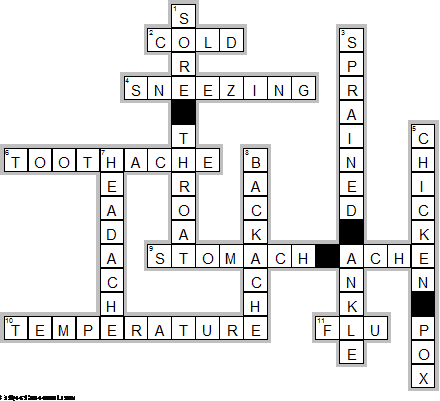 1 SORE THROAT
2 COLD
3 SPRAINED ANKLE
4 SNEEZING
5 CHICKEN POX
6 TOOTHACHE
7 HEADACHE
8 BACKACHE
9 STOMACH ACHE
10 TEMPERATURE
11 FLU